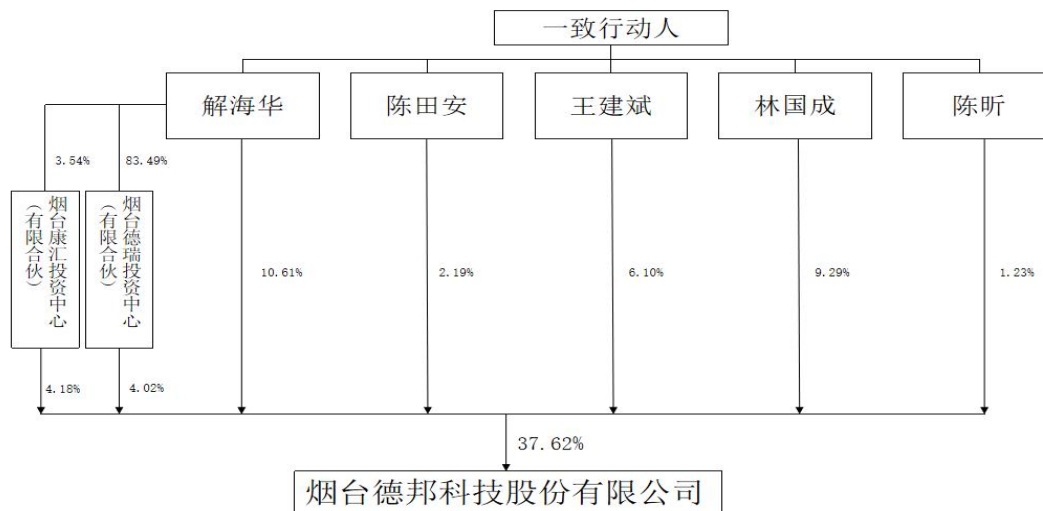 一致行动人
解海华
陈田安
王建斌
林国成
陈昕
3.54%
83.49%
烟台康汇投资中心
(有限合伙)
烟台德瑞投资中心
(有限合伙)
10.61%
2.19%
6.10%
9.29%
1.23%
4.18%
4.02%
37.62%
烟台德邦科技股份有限公司